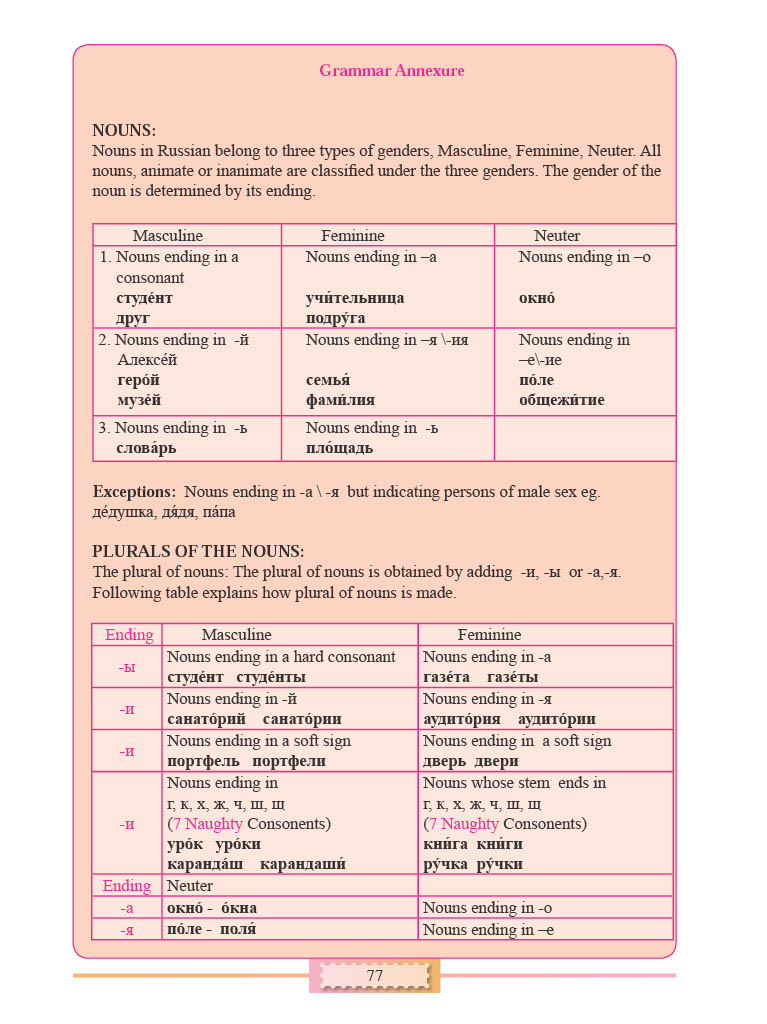 Grammar Annexure
NOUNS:
Nouns in Russian belong to three types of genders, Masculine, Feminine, Neuter. All
nouns, animate or inanimate are classified under the three genders. The gender of the
noun is determined by its ending.
Masculine Feminine Neuter
1. Nouns ending in a Nouns ending in –а Nouns ending in –о
consonant
студéнт учи́тельница окнó
друг подрýга
2. Nouns ending in -й Nouns ending in –я \-ия Nouns ending in
Алексéй –е\-ие
герóй семья́ пóле
музéй фами́лия общежи́тие
3. Nouns ending in -ь Nouns ending in -ь
словáрь плóщадь
Exceptions: Nouns ending in -а \ -я but indicating persons of male sex eg.
дéдушка, дя́дя, пáпа
PLURALS OF THE NOUNS:
The plural of nouns: The plural of nouns is obtained by adding -и, -ы or -а,-я.
Following table explains how plural of nouns is made.
Ending Masculine Feminine
-ы Nouns ending in a hard consonant Nouns ending in -а
студéнт студéнты газéта газéты
-и Nouns ending in -й Nouns ending in -я
санатóрий санатóрии аудитóрия аудитóрии
-и Nouns ending in a soft sign Nouns ending in a soft sign
портфель портфели дверь двери
Nouns ending in Nouns whose stem ends in
г, к, х, ж, ч, ш, щ г, к, х, ж, ч, ш, щ
-и (7 Naughty Consonents) (7 Naughty Consonents)
урóк урóки кни́га кни́ги
карандáш карандаши́ рýчка рýчки
Ending Neuter
-а окнó - óкна Nouns ending in -о
-я пóле - поля́ Nouns ending in –е
77